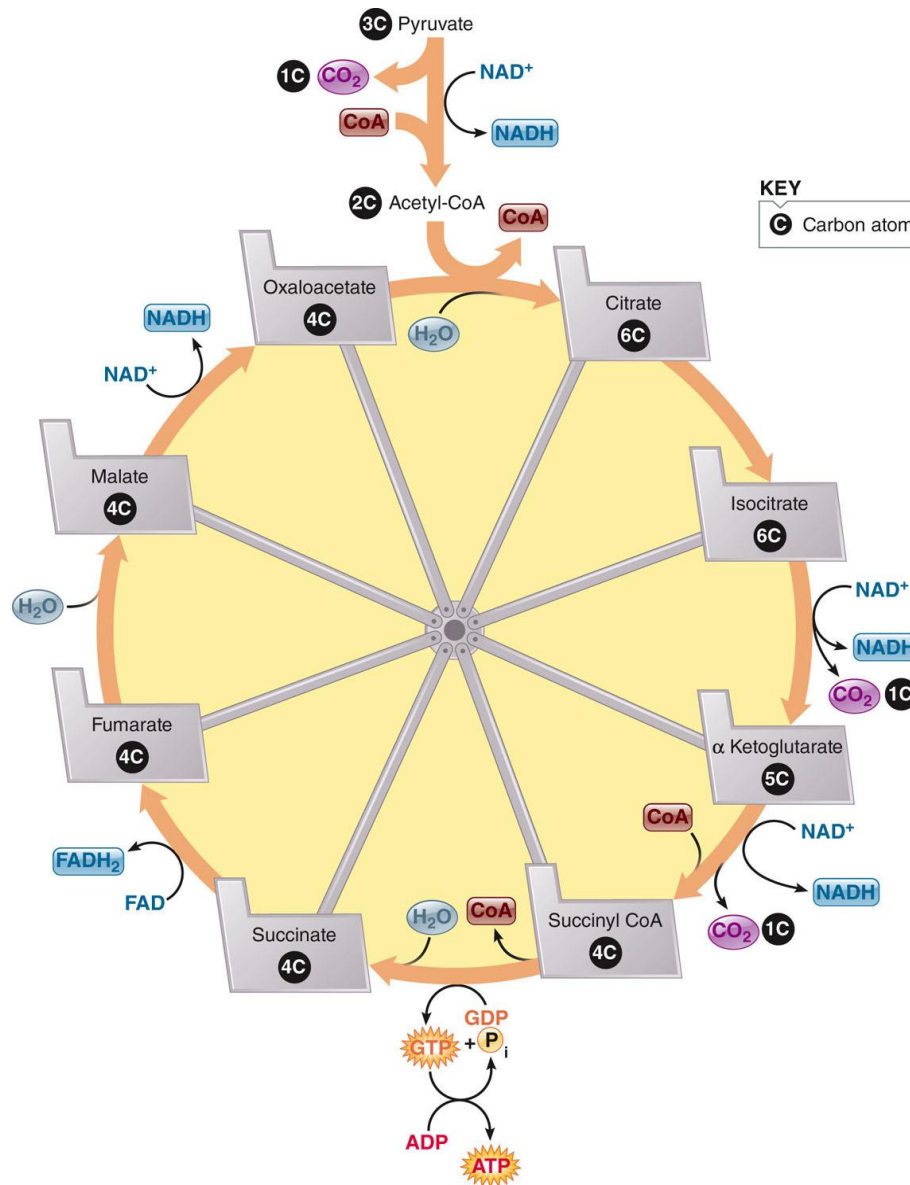 3C Pyruvate
1C CO₂
NAD⁺
CoA
NADH
2C Acetyl-CoA
CoA
KEY
C Carbon atom
Oxaloacetate
4C
H₂O
Citrate
6C
NADH
NAD⁺
Malate
4C
Isocitrate
6C
H₂O
NAD⁺
NADH
CO₂ 1C
Fumarate
4C
α Ketoglutarate
5C
CoA
NAD⁺
NADH
CO₂ 1C
FADH₂
FAD
Succinate
4C
H₂O
CoA
Succinyl CoA
4C
GDP
GTP + Pᵢ
ADP
ATP